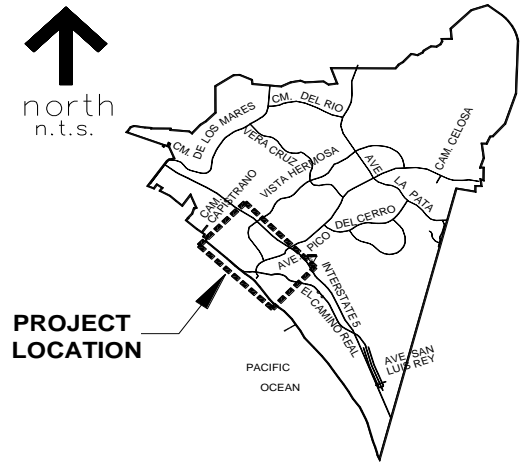 north
n.t.s.
CM. DE LOS MARES
CM. DEL RIO
VERA CRUZ
VISTA HERMOSA
AVE. LA PATA
CAM. CELOSA
CAM. CAPISTRANO
AVE. PICO
DEL CERRO
INTERSTATE 5
EL CAMINO REAL
AVE. SAN
LUIS REY
PROJECT
LOCATION
PACIFIC
OCEAN